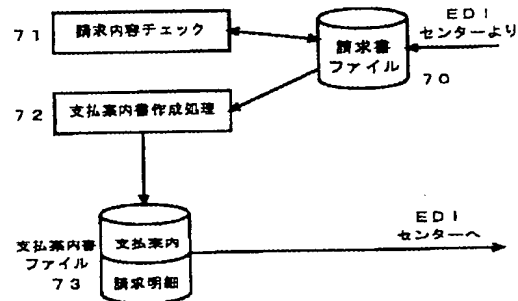 71
請求内容チェック
請求書
ファイル
70
EDI
センターより
72
支払案内書作成処理
支払案内書
ファイル
73
支払案内
請求明細
EDI
センターへ